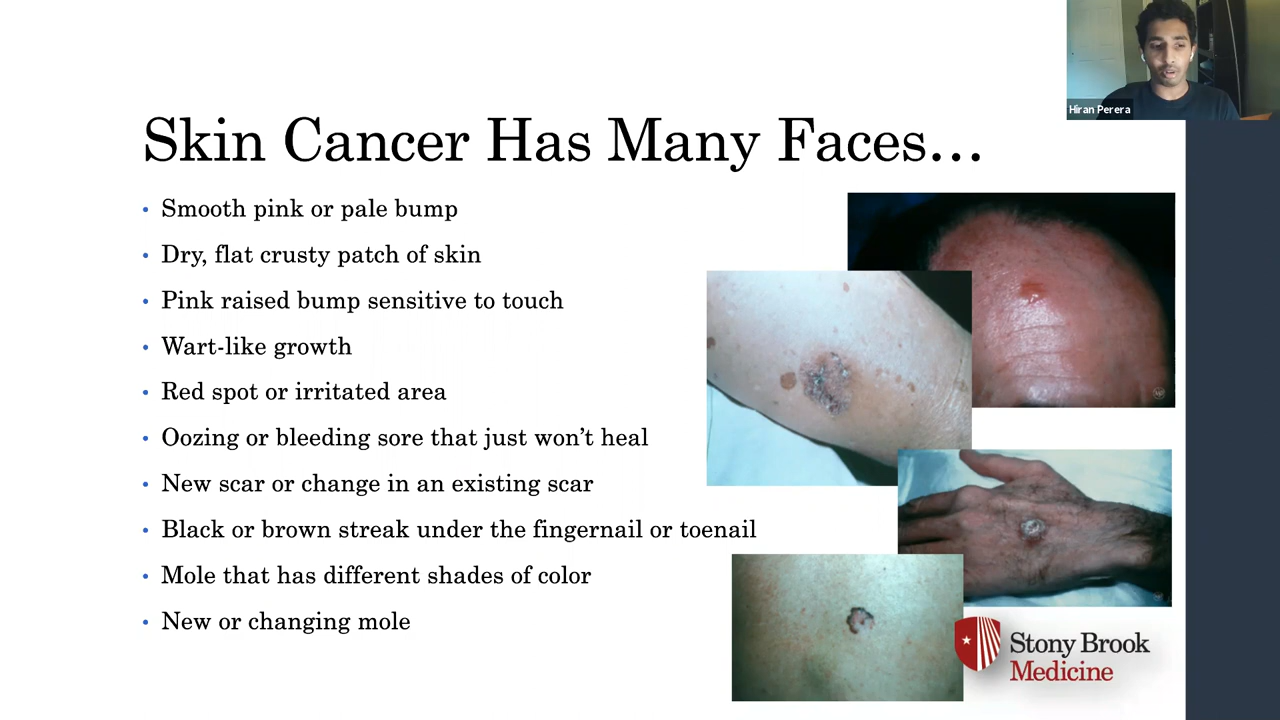 Hiran Perera
Skin Cancer Has Many Faces...
• Smooth pink or pale bump
• Dry, flat crusty patch of skin
• Pink raised bump sensitive to touch
• Wart-like growth
• Red spot or irritated area
• Oozing or bleeding sore that just won’t heal
• New scar or change in an existing scar
• Black or brown streak under the fingernail or toenail
• Mole that has different shades of color
• New or changing mole
Stony Brook
Medicine